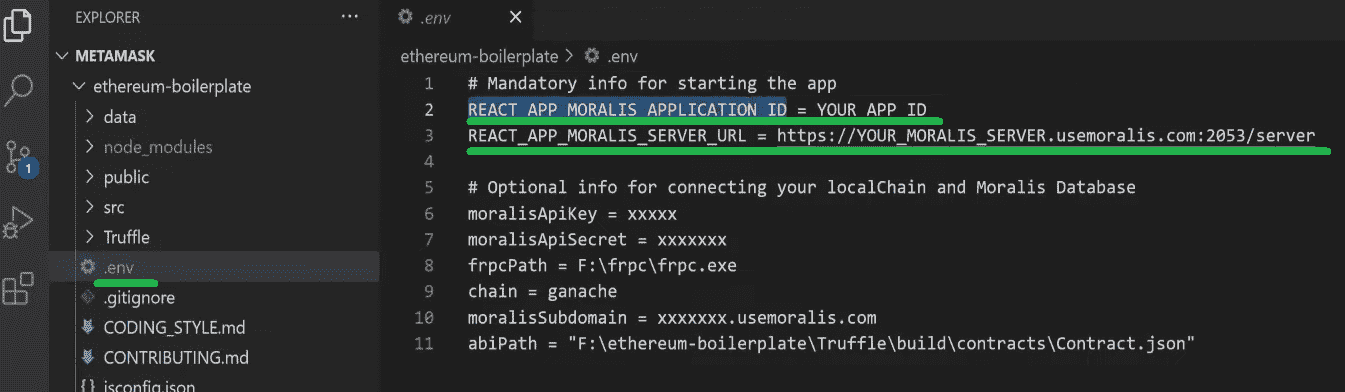 EXPLORER
...
METAMASK
ethereum-boilerplate
data
node_modules
public
src
Truffle
.env
.gitignore
CODING_STYLE.md
CONTRIBUTING.md
jsconfig.json
1
.env
ethereum-boilerplate > .env
1 # Mandatory info for starting the app
2 REACT_APP_MORALIS_APPLICATION_ID = YOUR_APP_ID
3 REACT_APP_MORALIS_SERVER_URL = https://YOUR_MORALIS_SERVER.usemoralis.com:2053/server
4
5 # Optional info for connecting your localChain and Moralis Database
6 moralisApiKey = xxxxx
7 moralisApiSecret = xxxxxxx
8 frpcPath = F:\frpc\frpc.exe
9 chain = ganache
10 moralisSubdomain = xxxxxxx.usemoralis.com
11 abiPath = "F:\ethereum-boilerplate\Truffle\build\contracts\Contract.json"